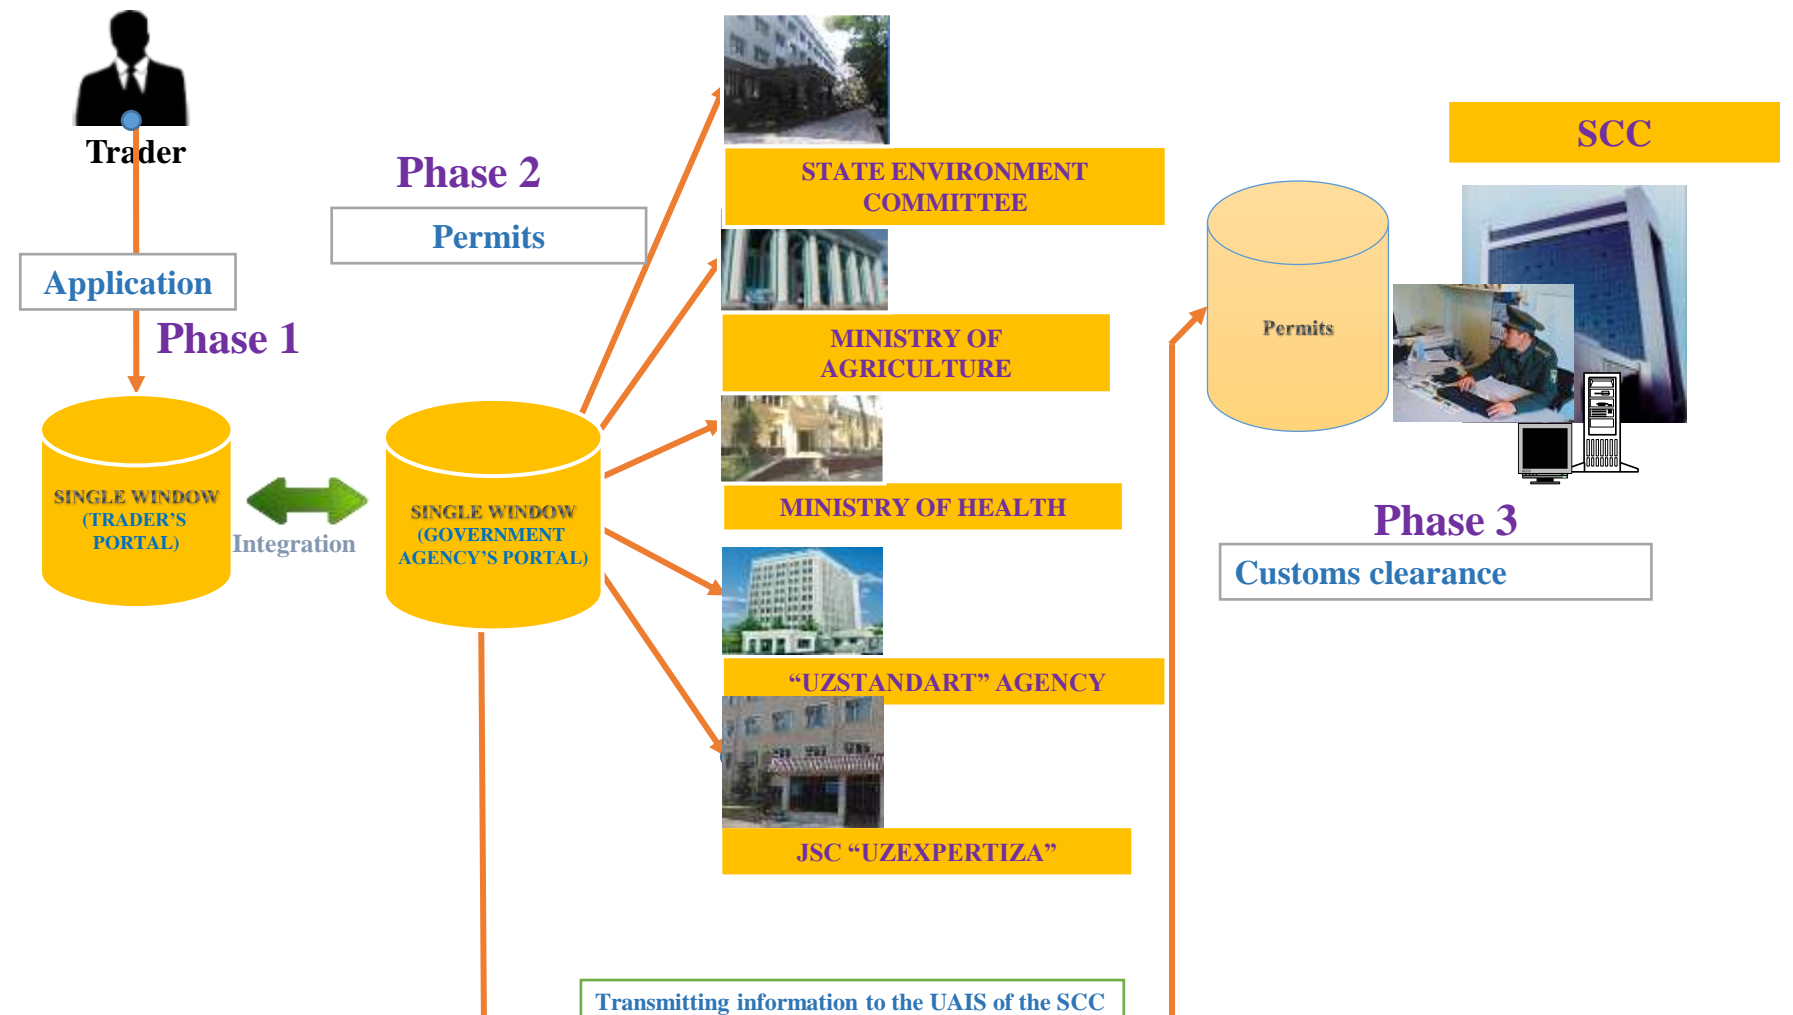 Trader
Application
Phase 1
SINGLE WINDOW
(TRADER’S
PORTAL)
Integration
Phase 2
Permits
SINGLE WINDOW
(GOVERNMENT
AGENCY’S PORTAL)
STATE ENVIRONMENT
COMMITTEE
MINISTRY OF
AGRICULTURE
MINISTRY OF HEALTH
“UZSTANDART” AGENCY
JSC “UZEXPERTIZA”
Transmitting information to the UAIS of the SCC
SCC
Permits
Phase 3
Customs clearance